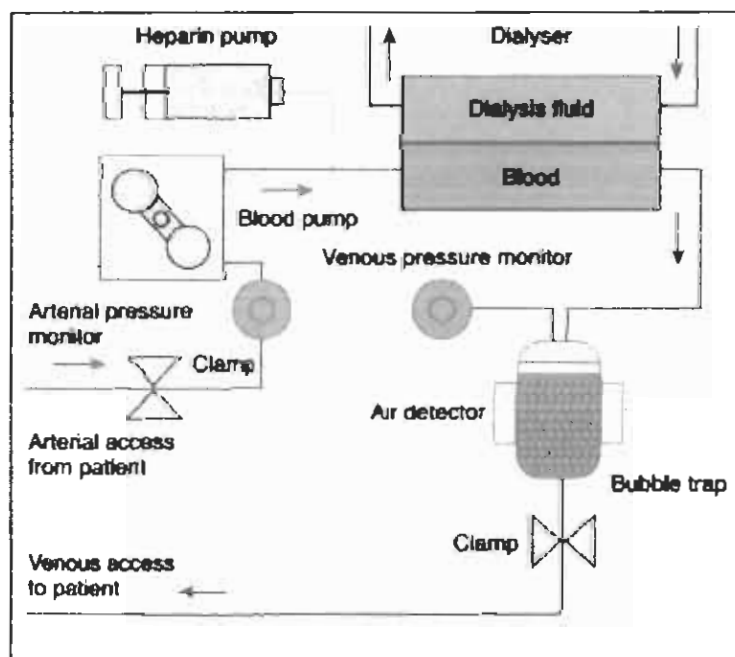 Heparin pump
Dialyser
Dialysis fluid
Blood
Blood pump
Venous pressure monitor
Arterial pressure
monitor
Clamp
Air detector
Arterial access
from patient
Bubble trap
Clamp
Venous access
to patient